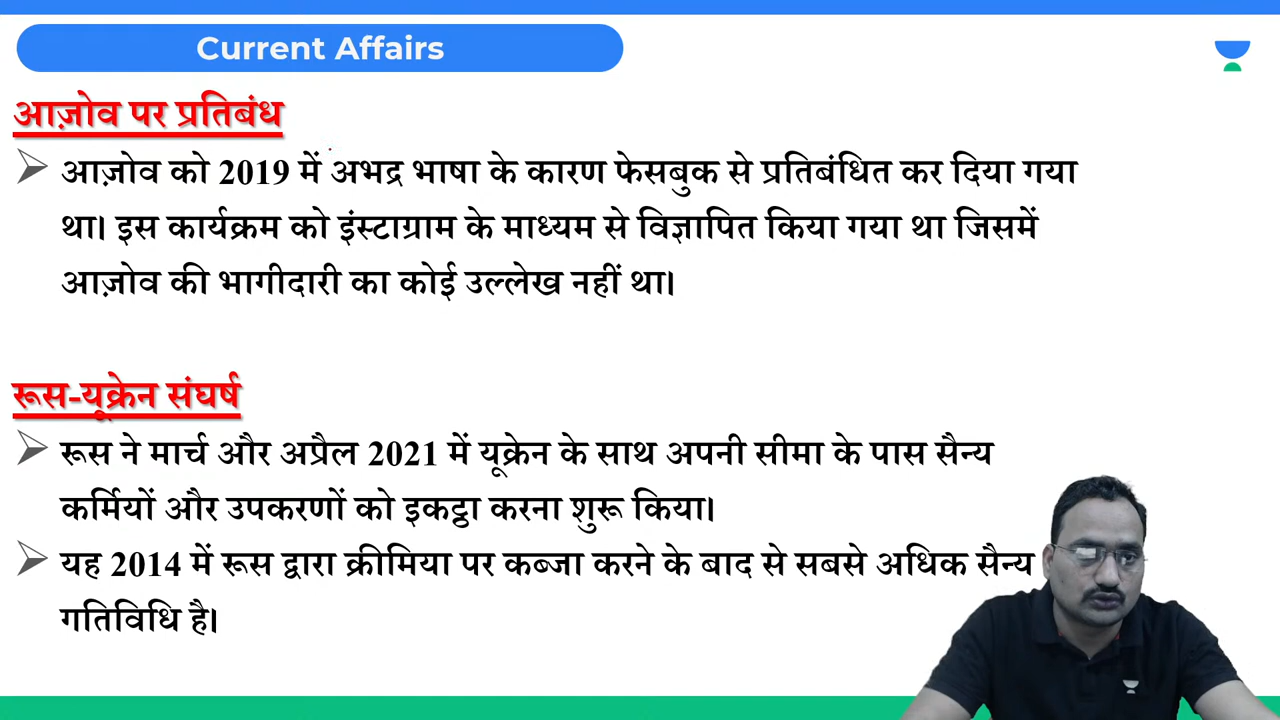 Current Affairs
आज़ोव पर प्रतिबंध
आज़ोव को 2019 में अभद्र भाषा के कारण फेसबुक से प्रतिबंधित कर दिया गया
था। इस कार्यक्रम को इंस्टाग्राम के माध्यम से विज्ञापित किया गया था जिसमें
आज़ोव की भागीदारी का कोई उल्लेख नहीं था।
रूस-यूक्रेन संघर्ष
रूस ने मार्च और अप्रैल 2021 में यूक्रेन के साथ अपनी सीमा के पास सैन्य
कर्मियों और उपकरणों को इकट्ठा करना शुरू किया।
यह 2014 में रूस द्वारा क्रीमिया पर कब्जा करने के बाद से सबसे अधिक सैन्य
गतिविधि है।